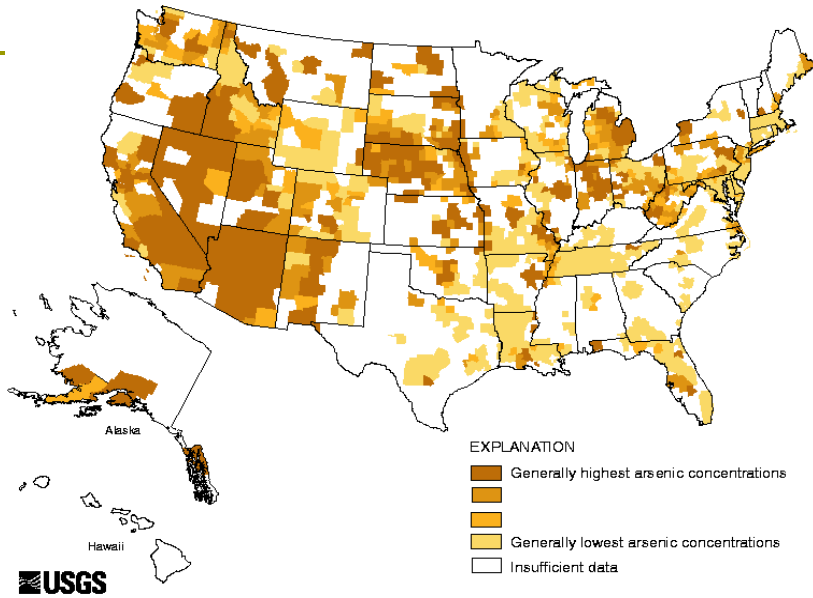 Alaska
Hawaii
EXPLANATION
Generally highest arsenic concentrations
Generally lowest arsenic concentrations
Insufficient data
USGS